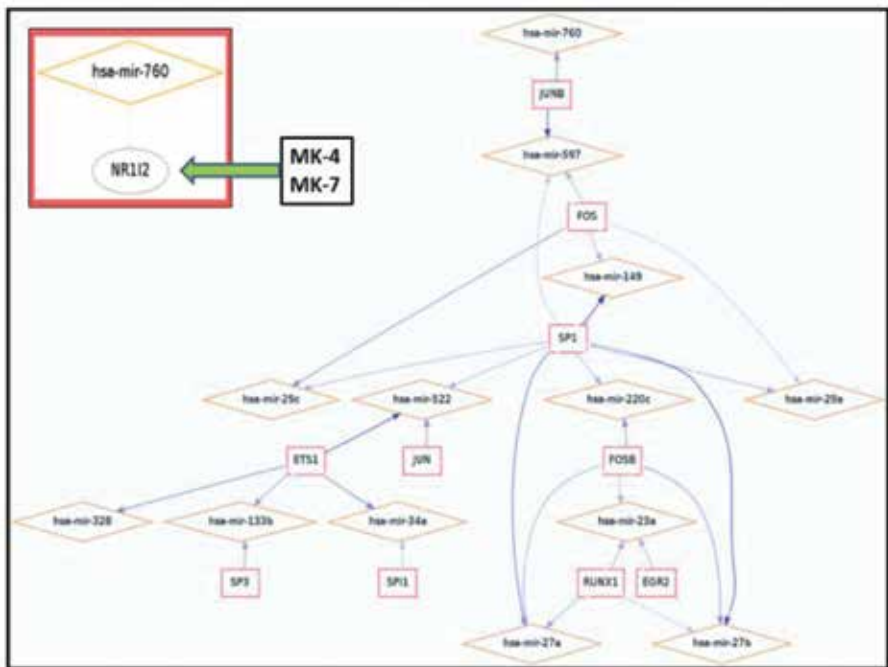 hsa-mir-760
NR1I2
MK-4
MK-7
hsa-mir-760
JUNB
hsa-mir-597
FOS
hsa-mir-149
SP1
hsa-mir-29c
hsa-mir-522
hsa-mir-220c
hsa-mir-29a
ETS1
JUN
FOSB
hsa-mir-328
hsa-mir-133b
hsa-mir-34a
hsa-mir-23a
SP3
SPI1
RUNX1
EGR2
hsa-mir-27a
hsa-mir-27b